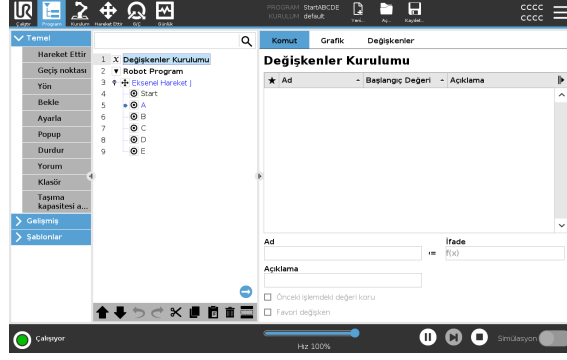 UR
Çalıştır Program Kurulum Hareket Ettir G/Ç Günlük
PROGRAM StartABCDE
KURULUM default
Yeni... Aç... Kaydet...
CCCC
CCCC
Temel
Hareket Ettir
Geçiş noktası
Yön
Bekle
Ayarla
Popup
Durdur
Yorum
Klasör
Taşıma
kapasitesi a...
Gelişmiş
Şablonlar
1 X Değişkenler Kurulumu
2 Robot Program
3 Eksenel Hareket J
4 Start
5 A
6 B
7 C
8 D
9 E
Komut Grafik Değişkenler
Değişkenler Kurulumu
Ad Başlangıç Değeri Açıklama
Ad İfade
:= f(x)
Açıklama
Önceki işlemdeki değeri koru
Favori değişken
Çalışıyor
Hız 100%
Simülasyon